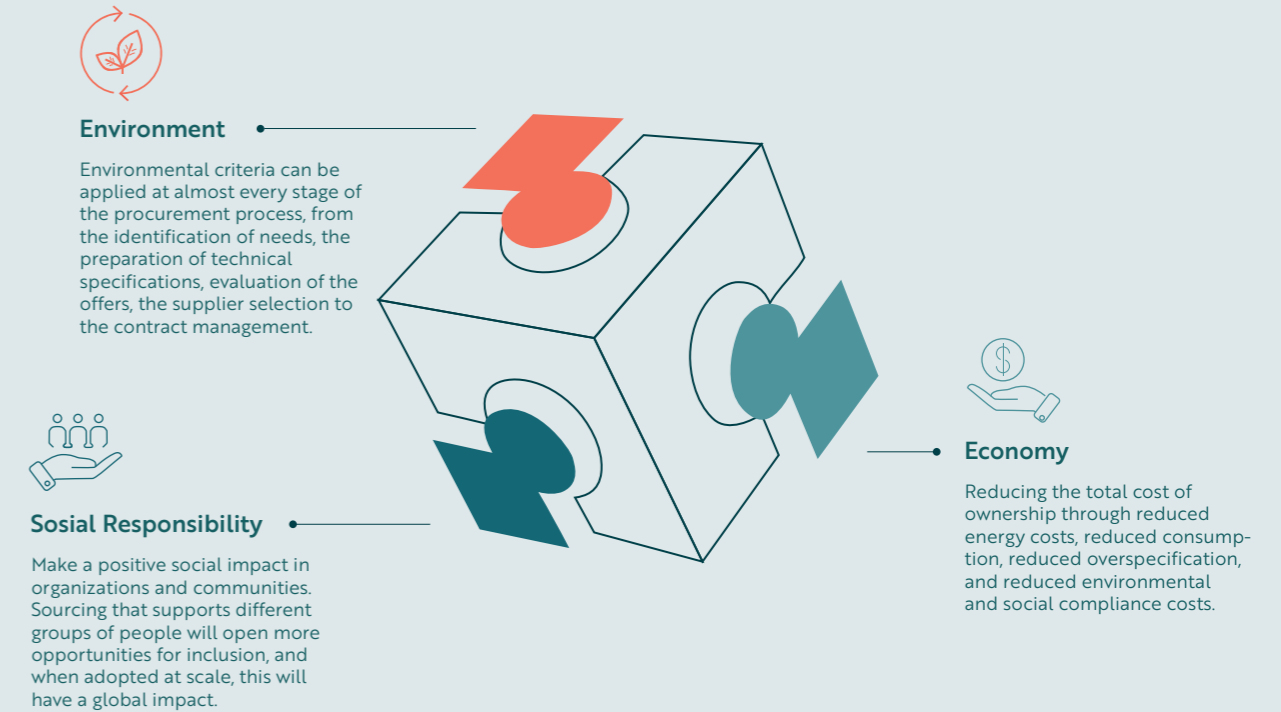 Environment
Environmental criteria can be
applied at almost every stage of
the procurement process, from
the identification of needs, the
preparation of technical
specifications, evaluation of the
offers, the supplier selection to
the contract management.
Sosial Responsibility
Make a positive social impact in
organizations and communities.
Sourcing that supports different
groups of people will open more
opportunities for inclusion, and
when adopted at scale, this will
have a global impact.
$
Economy
Reducing the total cost of
ownership through reduced
energy costs, reduced consump-
tion, reduced overspecification,
and reduced environmental
and social compliance costs.